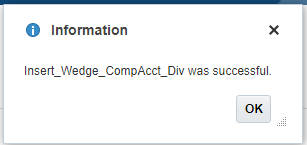 Information
Insert_Wedge_CompAcct_Div was successful.
OK